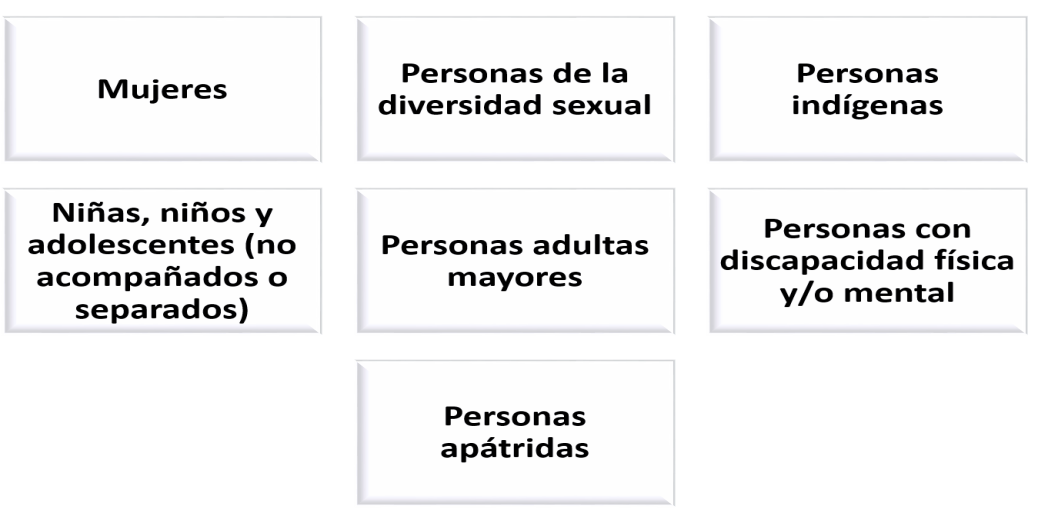 Mujeres
Personas de la
diversidad sexual
Personas
indígenas
Niñas, niños y
adolescentes (no
acompañados o
separados)
Personas adultas
mayores
Personas con
discapacidad física
y/o mental
Personas
apátridas